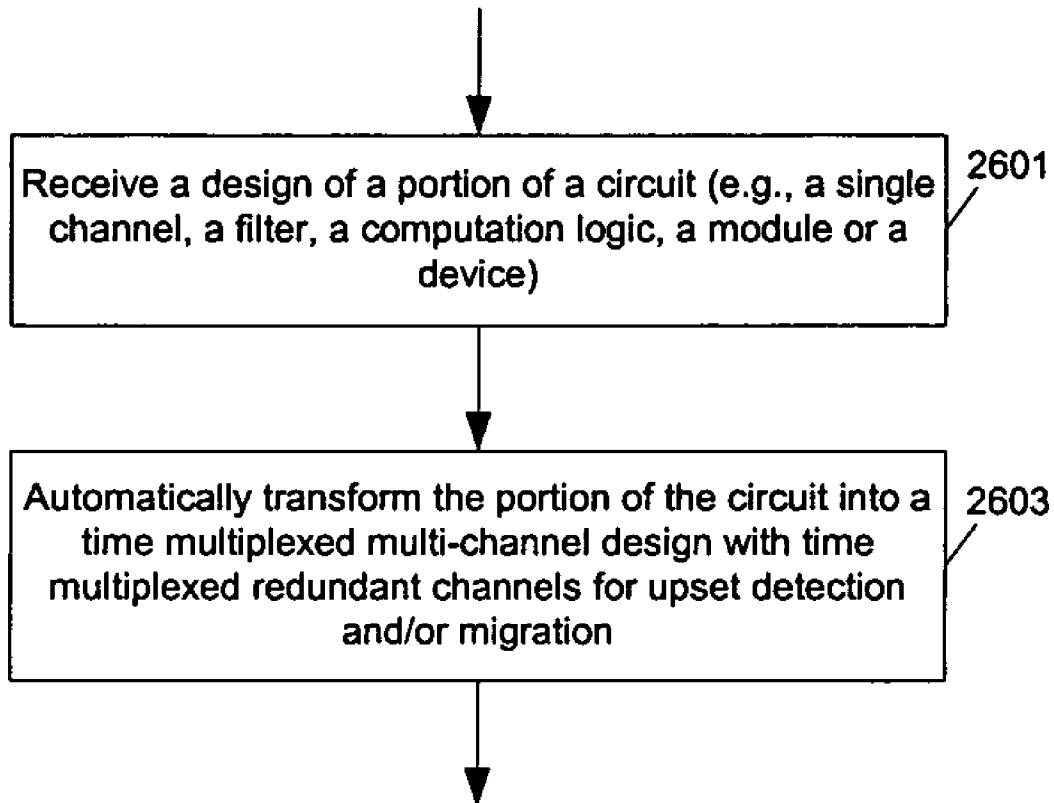 Receive a design of a portion of a circuit (e.g., a single
channel, a filter, a computation logic, a module or a
device)
2601
Automatically transform the portion of the circuit into a
time multiplexed multi-channel design with time
multiplexed redundant channels for upset detection
and/or migration
2603